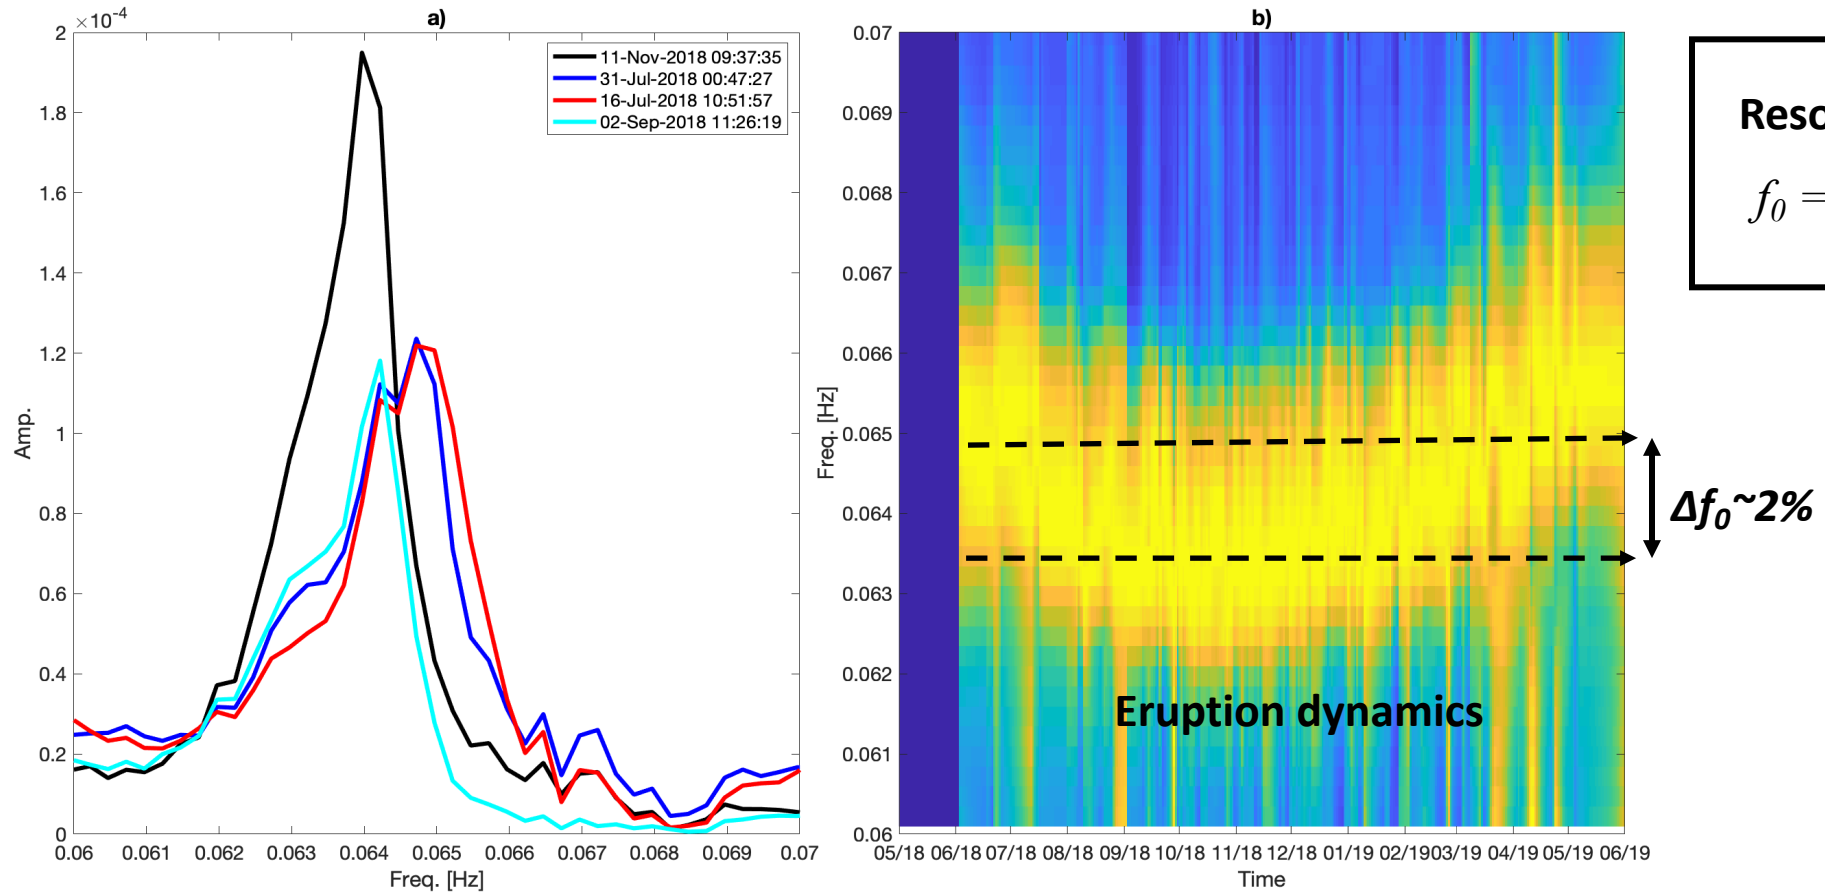 a)
×10⁻⁴
2
1.8
1.6
1.4
1.2
1
0.8
0.6
0.4
0.2
0
Amp.
11-Nov-2018 09:37:35
31-Jul-2018 00:47:27
16-Jul-2018 10:51:57
02-Sep-2018 11:26:19
0.06 0.061 0.062 0.063 0.064 0.065 0.066 0.067 0.068 0.069 0.07
Freq. [Hz]
b)
0.07
0.069
0.068
0.067
0.066
0.065
0.064
0.063
0.062
0.061
0.06
Freq. [Hz]
Eruption dynamics
05/18 06/18 07/18 08/18 09/18 10/18 11/18 12/18 01/19 02/19 03/19 04/19 05/19 06/19
Time
Δf₀~2%
Reso
f₀ =